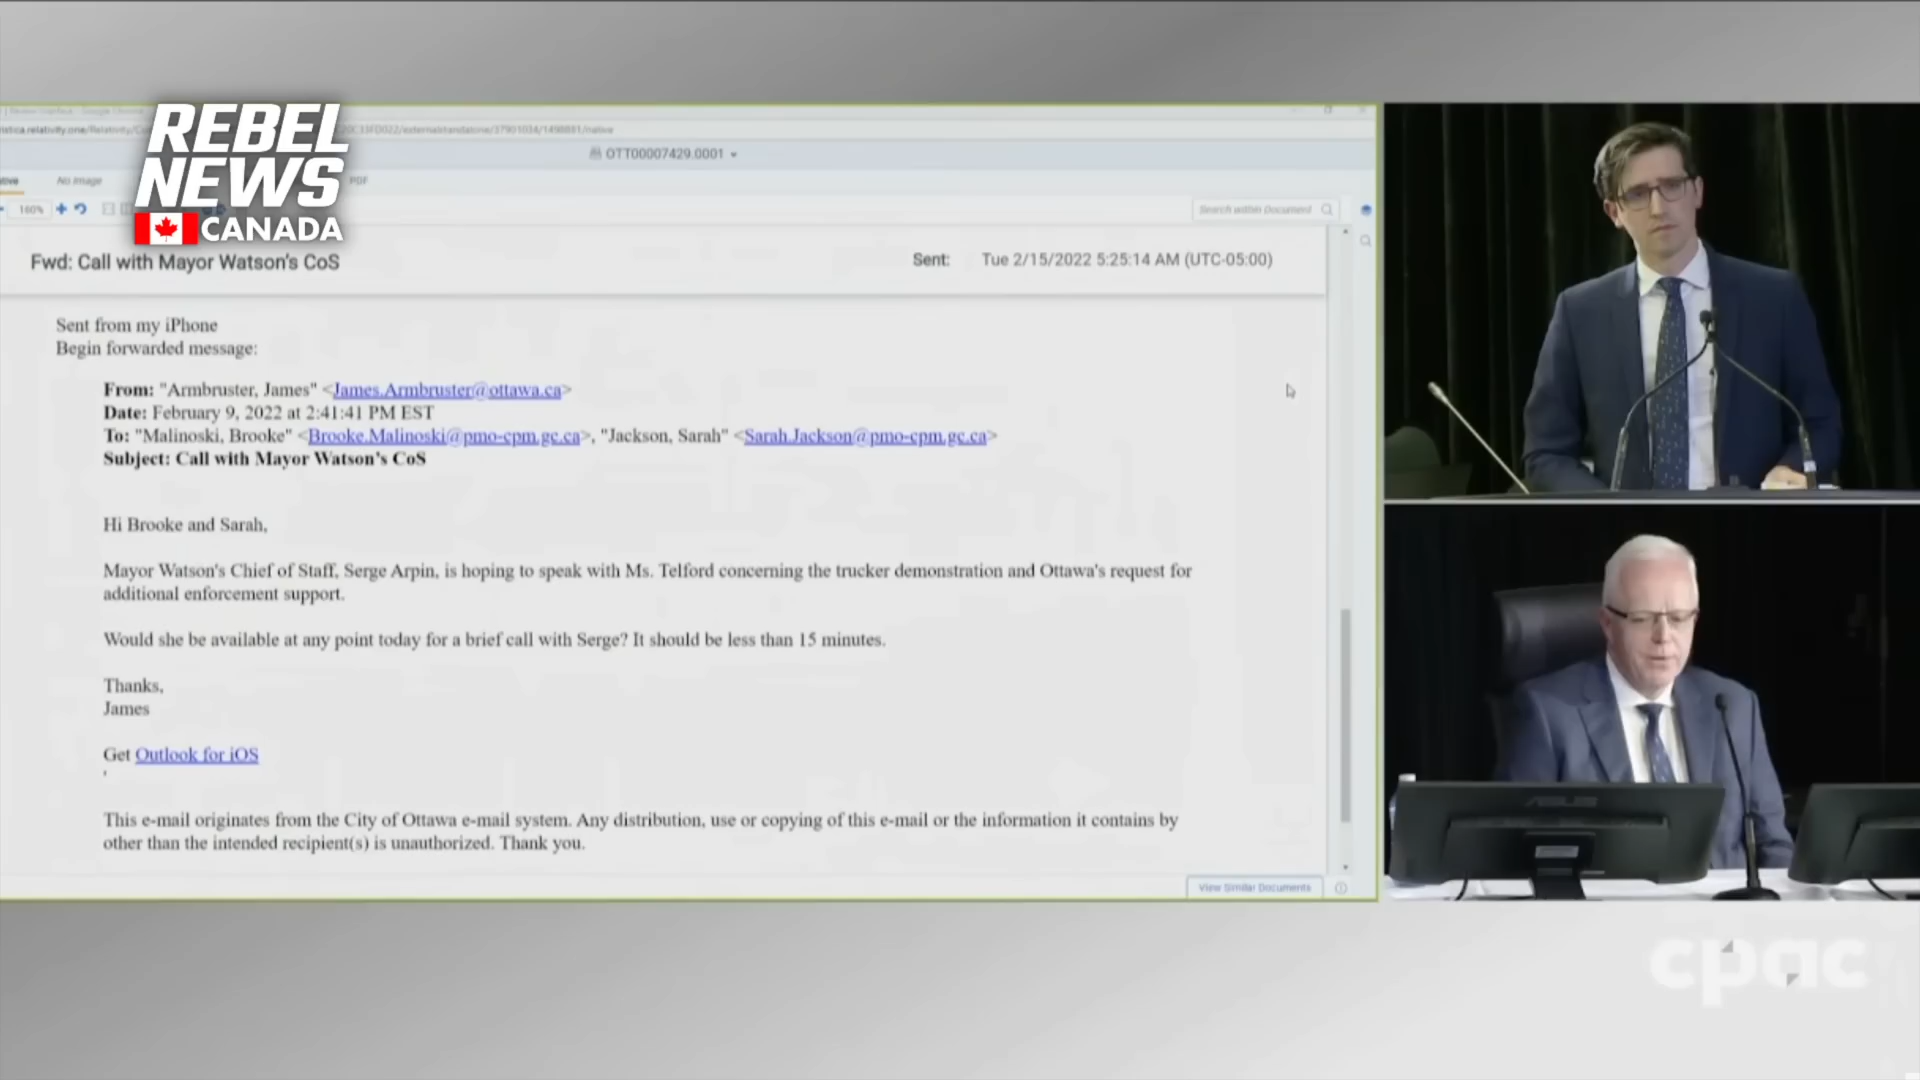 REBEL
NEWS
CANADA
OTT00007429.0001
No Image
PDF
160%
Search within Document
Fwd: Call with Mayor Watson's CoS
Sent: Tue 2/15/2022 5:25:14 AM (UTC-05:00)
Sent from my iPhone
Begin forwarded message:
From: "Armbruster, James" <James.Armbruster@ottawa.ca>
Date: February 9, 2022 at 2:41:41 PM EST
To: "Malinoski, Brooke" <Brooke.Malinoski@pmo-cpm.gc.ca>, "Jackson, Sarah" <Sarah.Jackson@pmo-cpm.gc.ca>
Subject: Call with Mayor Watson's CoS
Hi Brooke and Sarah,
Mayor Watson's Chief of Staff, Serge Arpin, is hoping to speak with Ms. Telford concerning the trucker demonstration and Ottawa's request for
additional enforcement support.
Would she be available at any point today for a brief call with Serge? It should be less than 15 minutes.
Thanks,
James
Get Outlook for iOS
This e-mail originates from the City of Ottawa e-mail system. Any distribution, use or copying of this e-mail or the information it contains by
other than the intended recipient(s) is unauthorized. Thank you.
View Similar Documents
ASUS
cpac